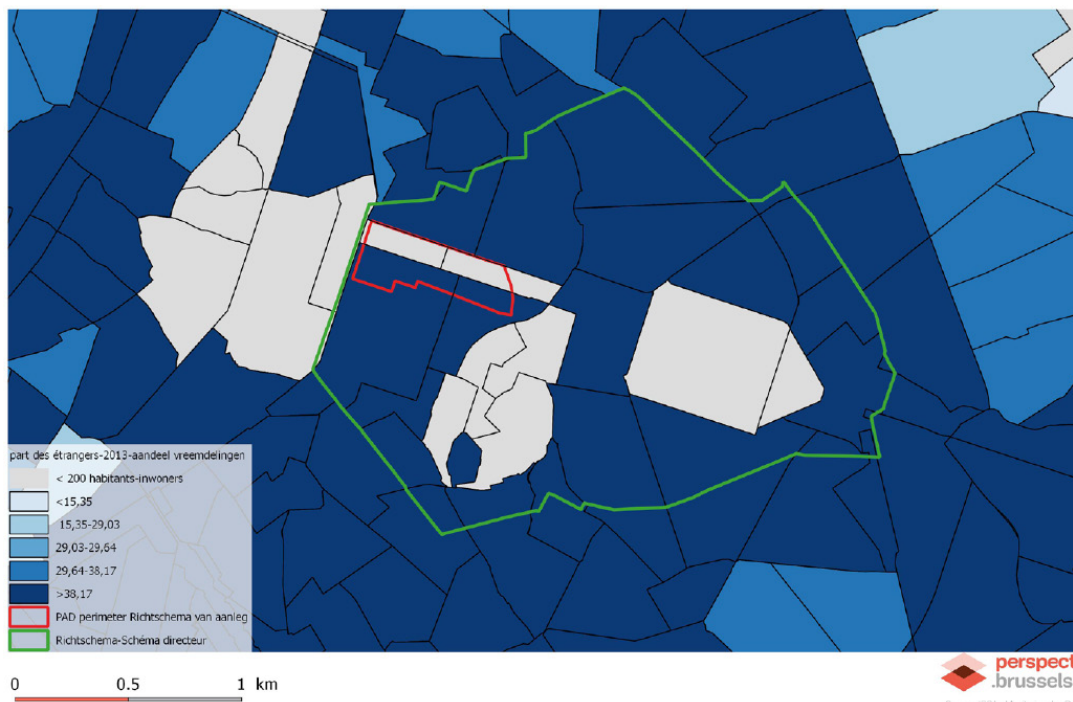 part des étrangers-2013-aandeel vreemdelingen
< 200 habitants-inwoners
<15,35
15,35-29,03
29,03-29,64
29,64-38,17
>38,17
PAD perimeter Richtschema van aanleg
Richtschema-Schéma directeur
0 0.5 1 km
perspect
.brussels